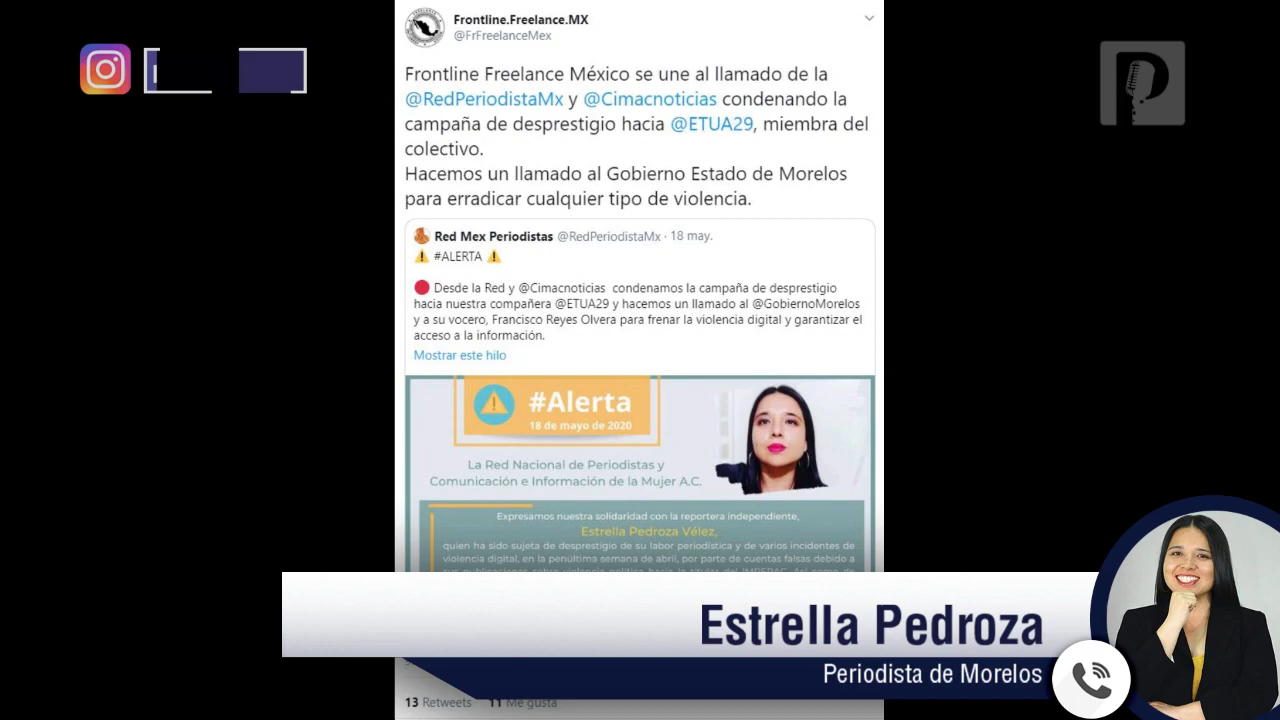 Frontline.Freelance.MX
@FrFreelanceMex
Frontline Freelance México se une al llamado de la
@RedPeriodistaMx y @Cimacnoticias condenando la
campaña de desprestigio hacia @ETUA29, miembra del
colectivo.
Hacemos un llamado al Gobierno Estado de Morelos
para erradicar cualquier tipo de violencia.
Red Mex Periodistas @RedPeriodistaMx · 18 may.
⚠️ #ALERTA ⚠️
🔴 Desde la Red y @Cimacnoticias condenamos la campaña de desprestigio
hacia nuestra compañera @ETUA29 y hacemos un llamado al @GobiernoMorelos
y a su vocero, Francisco Reyes Olvera para frenar la violencia digital y garantizar el
acceso a la información.
Mostrar este hilo
#Alerta
18 de mayo de 2020
La Red Nacional de Periodistas y
Comunicación e Información de la Mujer A.C.
Expresamos nuestra solidaridad con la reportera independiente,
Estrella Pedroza Vélez,
quien ha sido sujeta de desprestigio de su labor periodística y de varios incidentes de
violencia digital, en la penúltima semana de abril, por parte de cuentas falsas debido a
Estrella Pedroza
Periodista de Morelos
13 Retweets 11 Me gusta